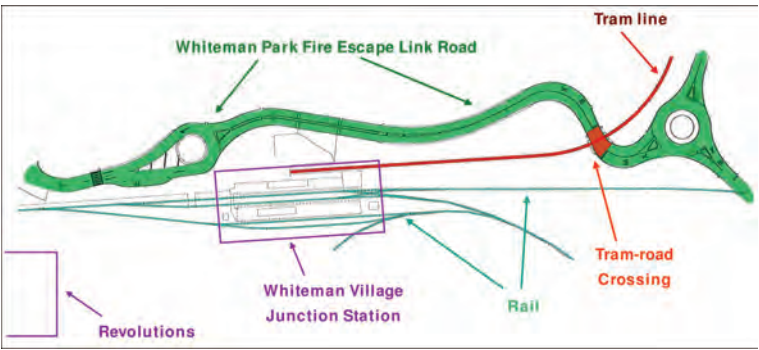 Tram line
Whiteman Park Fire Escape Link Road
Tram-road
Crossing
Whiteman Village
Junction Station
Rail
Revolutions